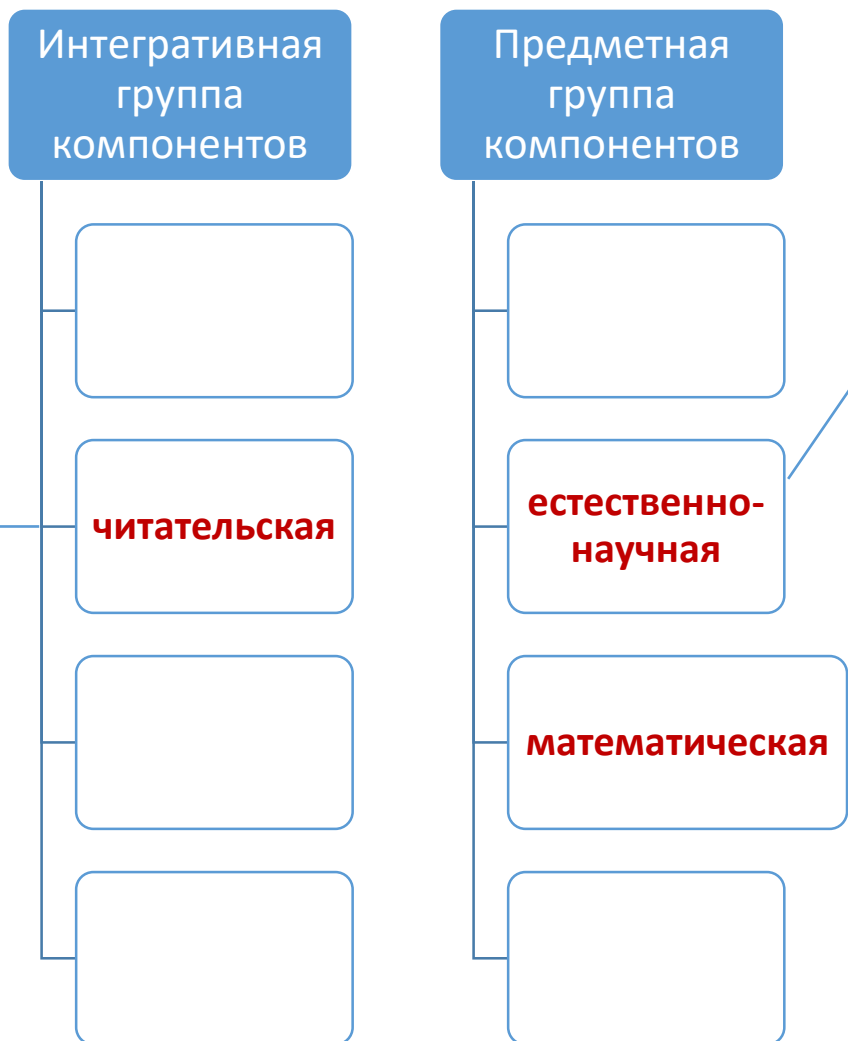 Интегративная
группа
компонентов
читательская
Предметная
группа
компонентов
естественно-
научная
математическая